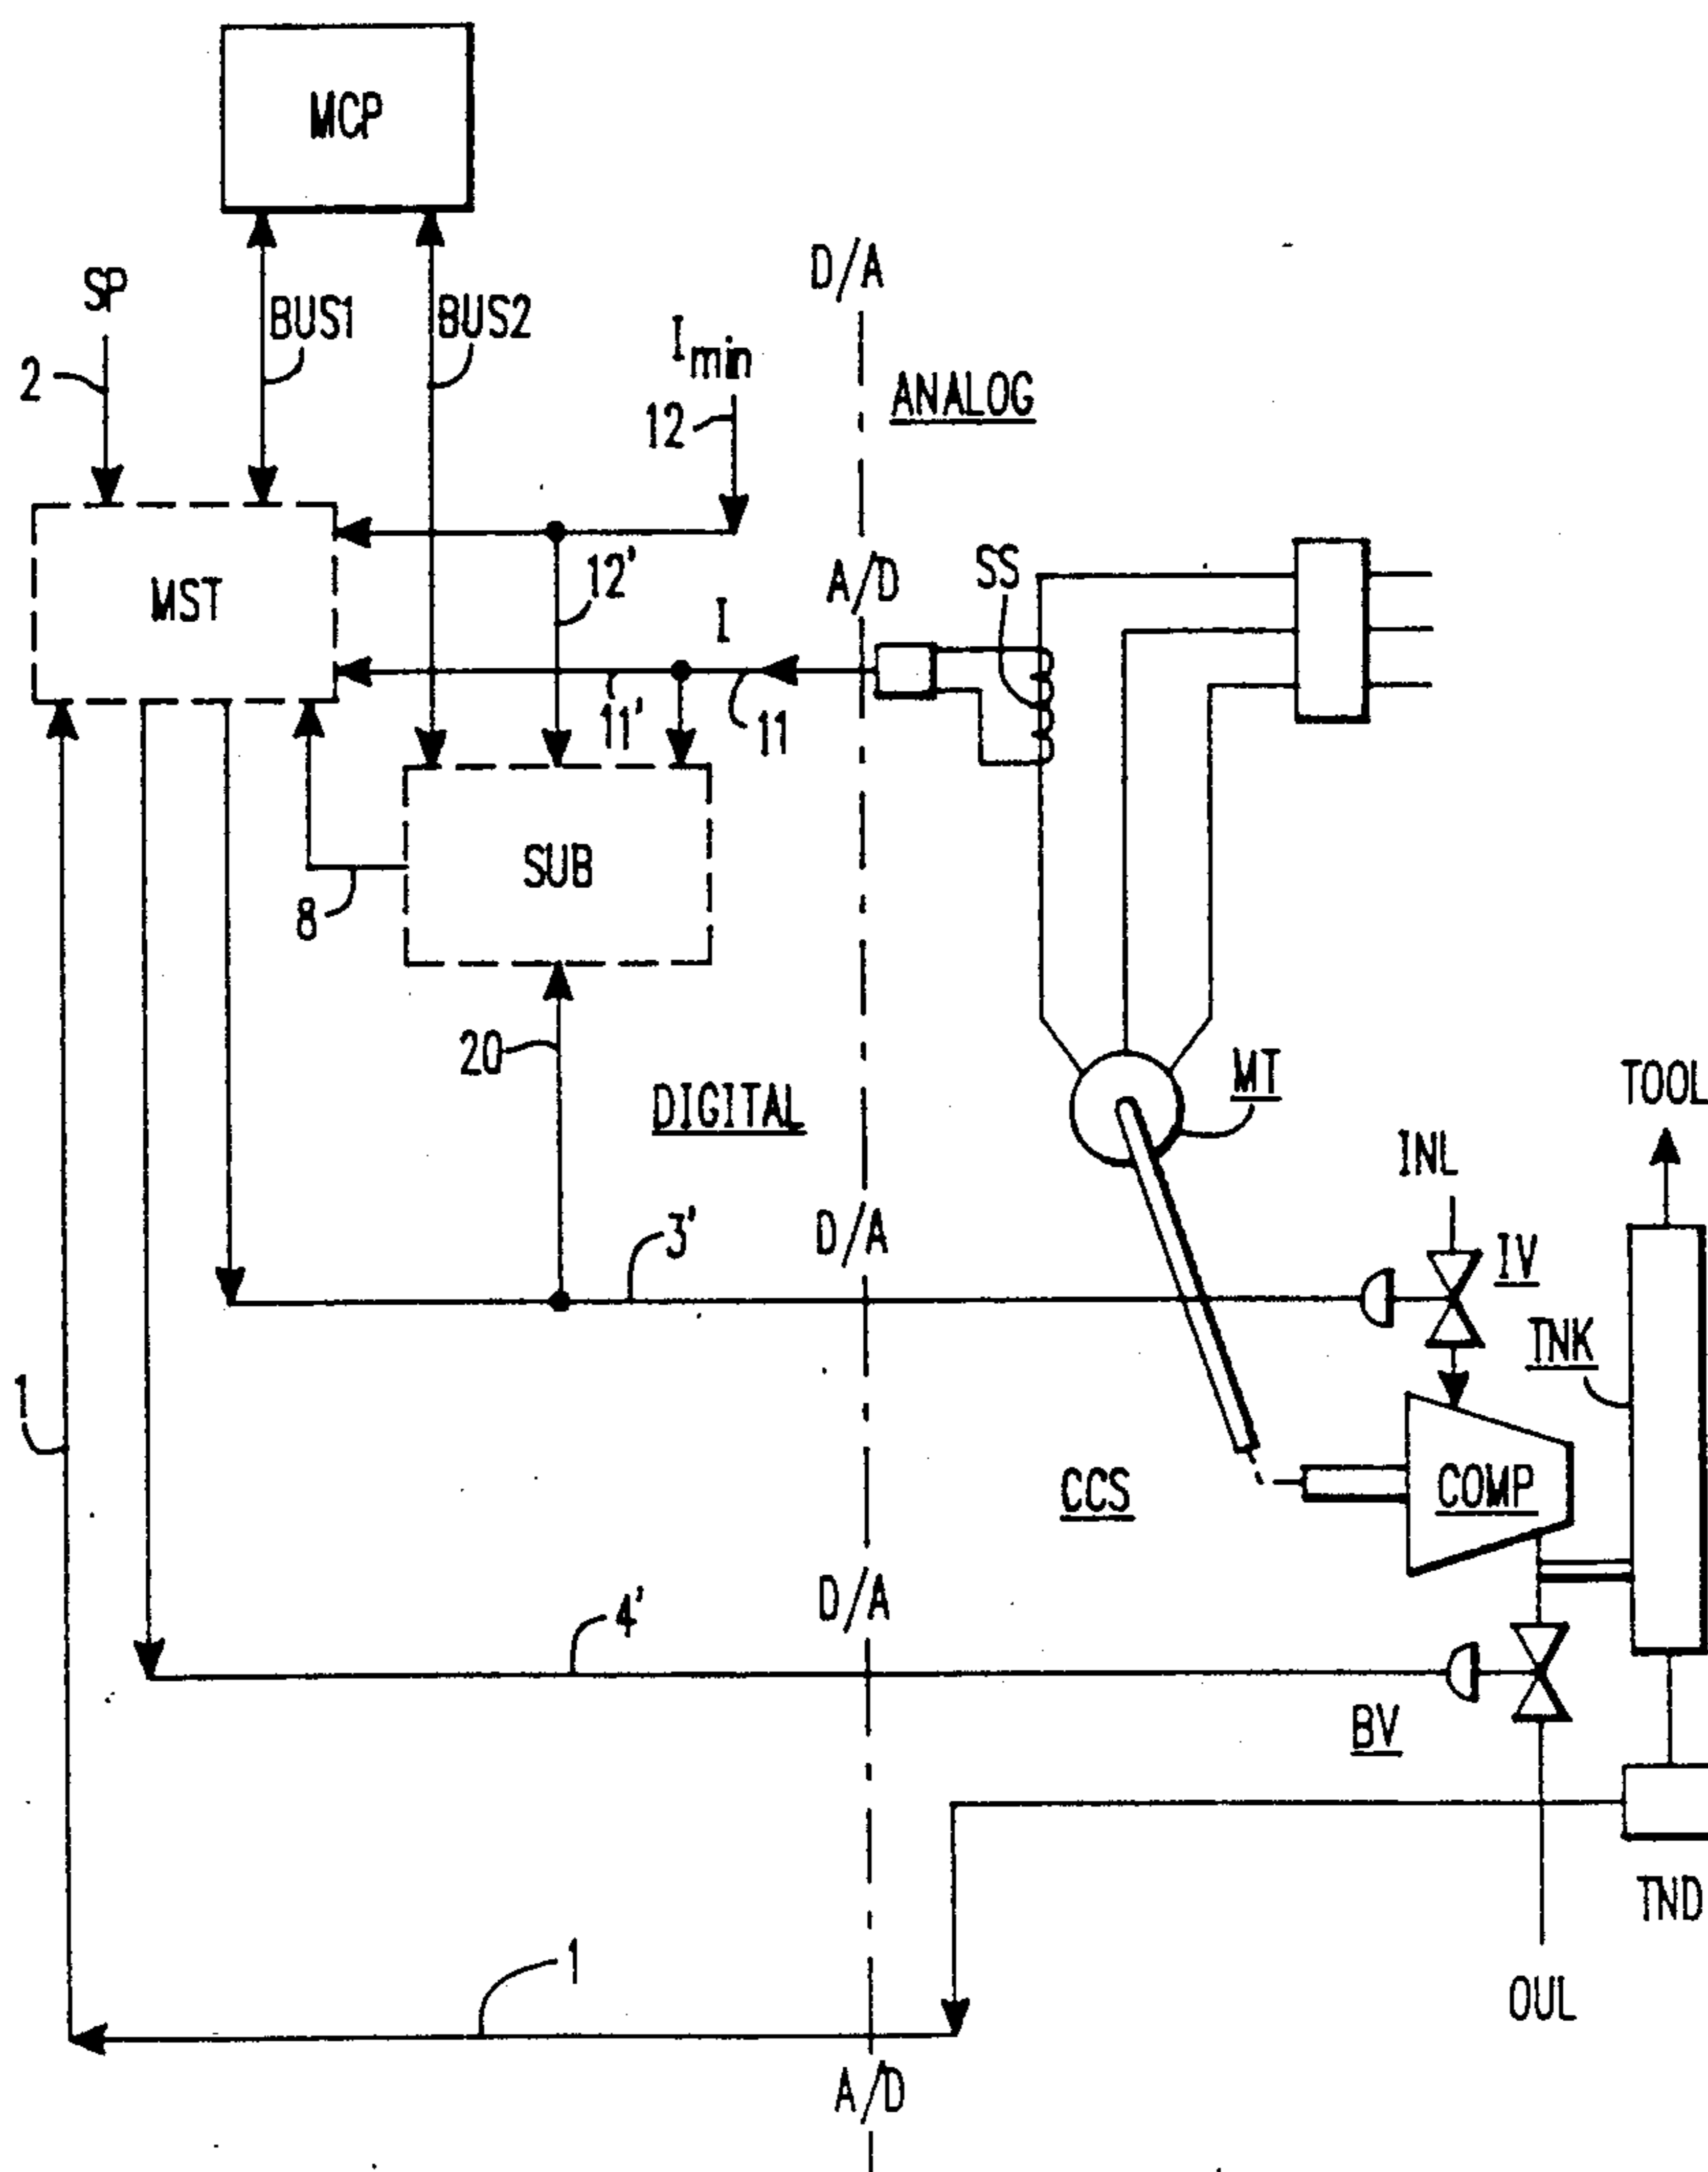 MCP
D/A
SP
BUS1
BUS2
I min
2
12
ANALOG
MST
12'
A/D
SS
I
11'
11
SUB
8
20
DIGITAL
MT
TOOL
INL
3'
D/A
IV
TNK
1
CCS
COMP
D/A
4'
BV
TND
1
OUL
A/D